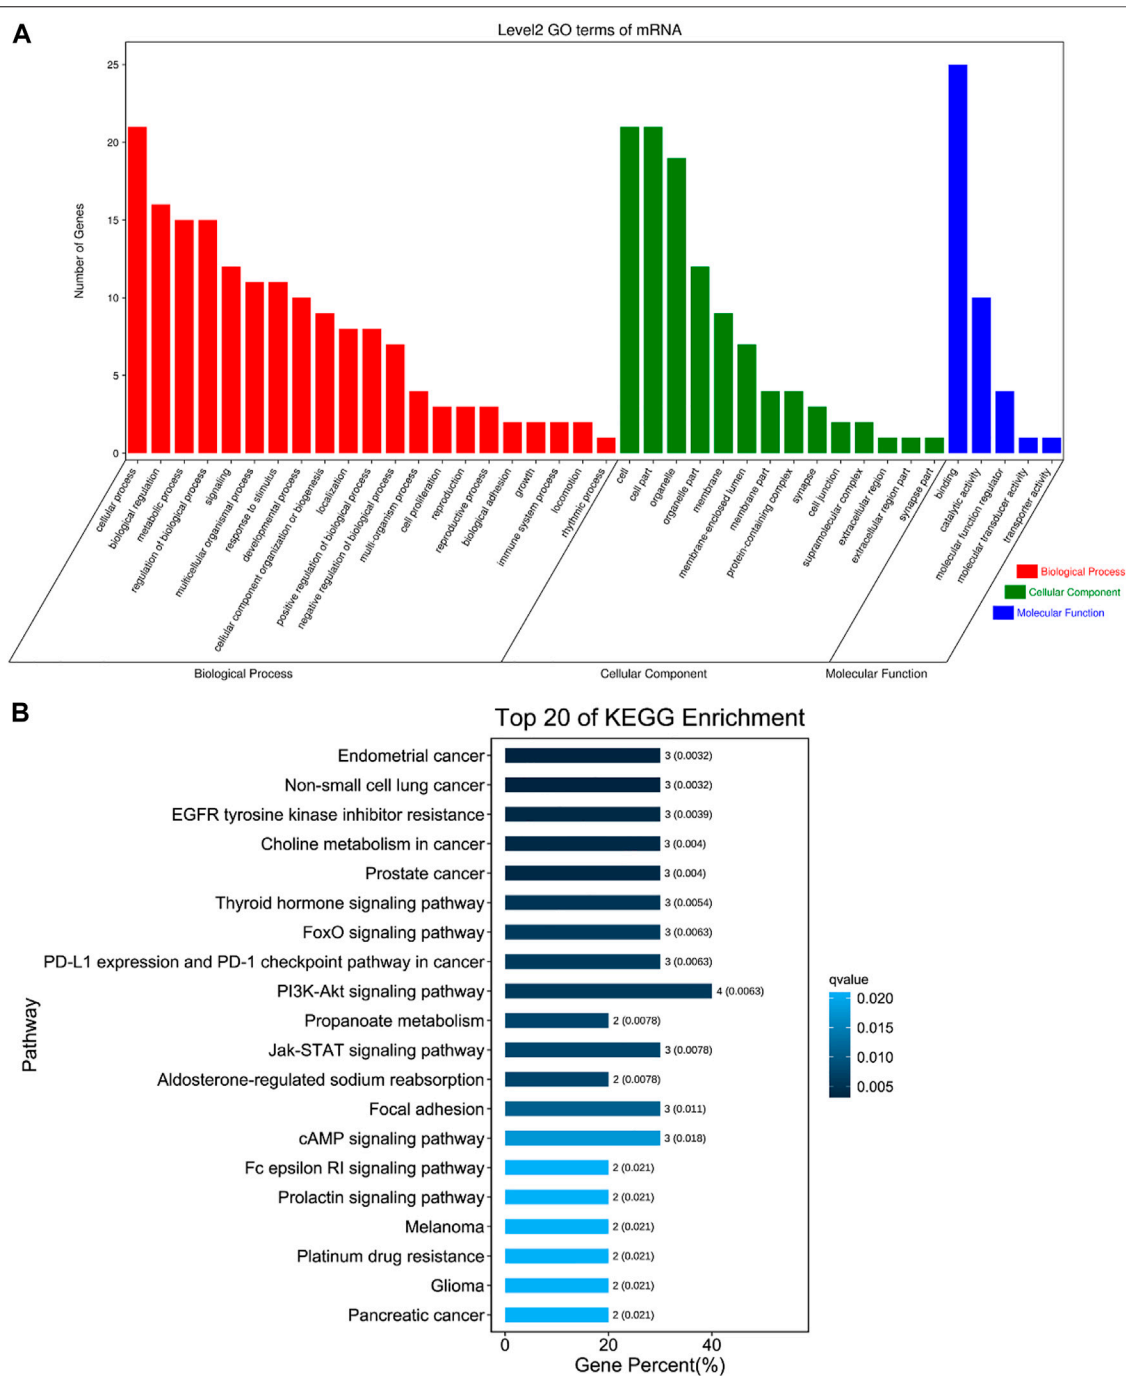 A
Level2 GO terms of mRNA
Number of Genes
25
20
15
10
5
0
cellular process
biological regulation
metabolic process
regulation of biological process
signaling
multicellular organismal process
response to stimulus
developmental process
cellular component organization or biogenesis
localization
positive regulation of biological process
negative regulation of biological process
multi-organism process
cell proliferation
reproduction
reproductive process
biological adhesion
growth
immune system process
locomotion
rhythmic process
cell
cell part
organelle
organelle part
membrane
membrane-enclosed lumen
membrane part
protein-containing complex
synapse
cell junction
supramolecular complex
extracellular region
extracellular region part
synapse part
binding
catalytic activity
molecular function regulator
molecular transducer activity
transporter activity
Biological Process
Cellular Component
Molecular Function
Biological Process
Cellular Component
Molecular Function
B
Top 20 of KEGG Enrichment
Pathway
Endometrial cancer 3 (0.0032)
Non-small cell lung cancer 3 (0.0032)
EGFR tyrosine kinase inhibitor resistance 3 (0.0039)
Choline metabolism in cancer 3 (0.004)
Prostate cancer 3 (0.004)
Thyroid hormone signaling pathway 3 (0.0054)
FoxO signaling pathway 3 (0.0063)
PD-L1 expression and PD-1 checkpoint pathway in cancer 3 (0.0063)
PI3K-Akt signaling pathway 4 (0.0063)
Propanoate metabolism 2 (0.0078)
Jak-STAT signaling pathway 3 (0.0078)
Aldosterone-regulated sodium reabsorption 2 (0.0078)
Focal adhesion 3 (0.011)
cAMP signaling pathway 3 (0.018)
Fc epsilon RI signaling pathway 2 (0.021)
Prolactin signaling pathway 2 (0.021)
Melanoma 2 (0.021)
Platinum drug resistance 2 (0.021)
Glioma 2 (0.021)
Pancreatic cancer 2 (0.021)
0 20 40
Gene Percent(%)
qvalue
0.020
0.015
0.010
0.005